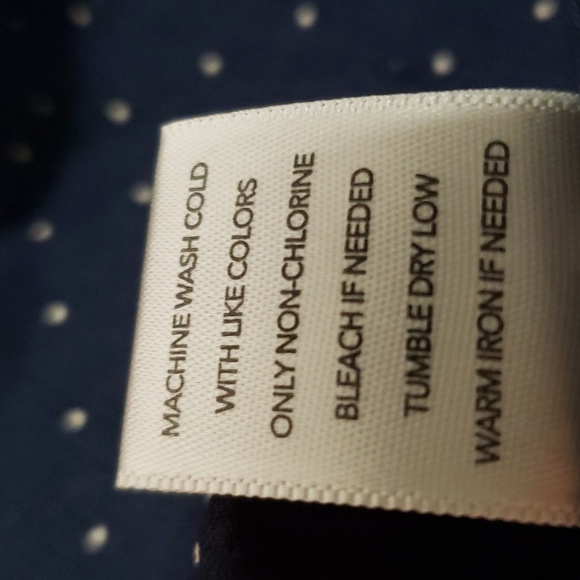 MACHINE WASH COLD
WITH LIKE COLORS
ONLY NON-CHLORINE
BLEACH IF NEEDED
TUMBLE DRY LOW
WARM IRON IF NEEDED